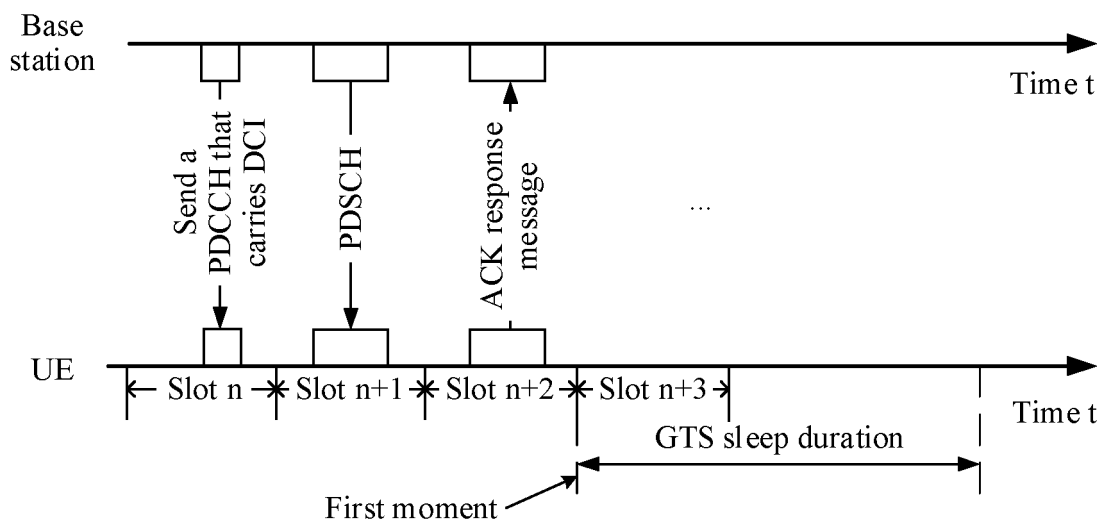 Base
station
Time t
Send a
PDCCH that
carries DCI
PDSCH
ACK response
message
...
UE
Slot n
Slot n+1
Slot n+2
Slot n+3
Time t
GTS sleep duration
First moment